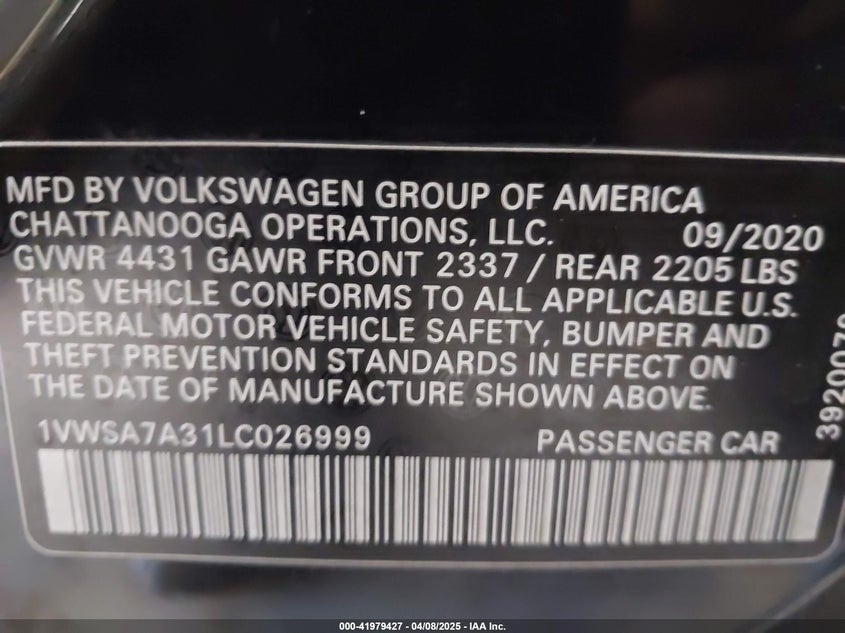 MFD BY VOLKSWAGEN GROUP OF AMERICA
CHATTANOOGA OPERATIONS, LLC. 09/2020
GVWR 4431 GAWR FRONT 2337 / REAR 2205 LBS
THIS VEHICLE CONFORMS TO ALL APPLICABLE U.S.
FEDERAL MOTOR VEHICLE SAFETY, BUMPER AND
THEFT PREVENTION STANDARDS IN EFFECT ON
THE DATE OF MANUFACTURE SHOWN ABOVE.
1VWSA7A31LC026999 PASSENGER CAR
000-41979427 | 04/08/2025 - IAA Inc.